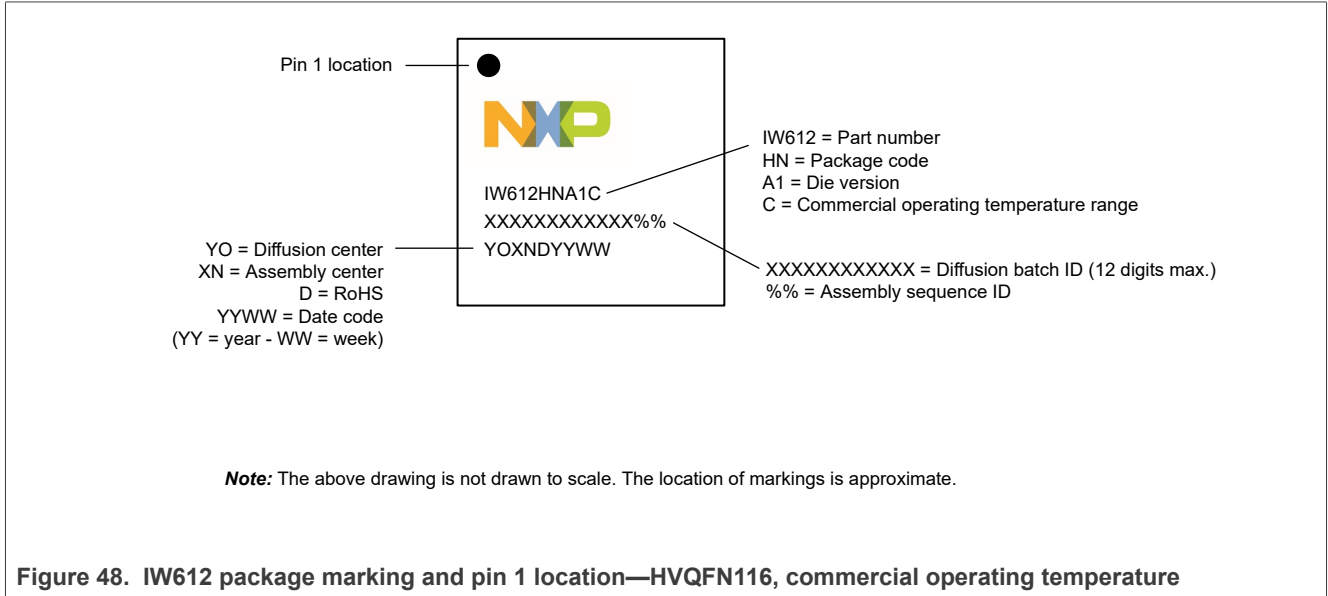 Pin 1 location
NXP
IW612HNA1C
XXXXXXXXXXXX%%
YOXNDYYWW
IW612 = Part number
HN = Package code
A1 = Die version
C = Commercial operating temperature range
YO = Diffusion center
XN = Assembly center
D = RoHS
YYWW = Date code
(YY = year - WW = week)
XXXXXXXXXXXX = Diffusion batch ID (12 digits max.)
%% = Assembly sequence ID
Note: The above drawing is not drawn to scale. The location of markings is approximate.
Figure 48. IW612 package marking and pin 1 location—HVQFN116, commercial operating temperature